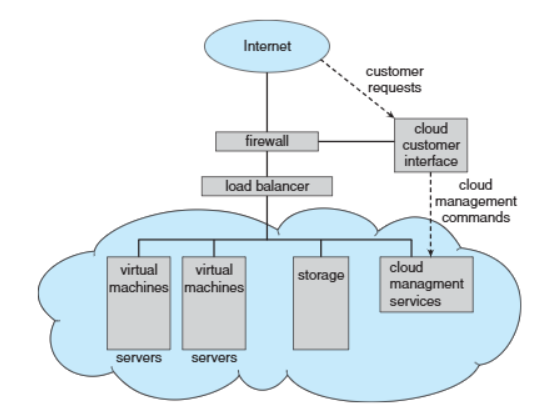 Internet
customer
requests
firewall
cloud
customer
interface
load balancer
cloud
management
commands
virtual
machines
virtual
machines
storage
cloud
managment
services
servers
servers